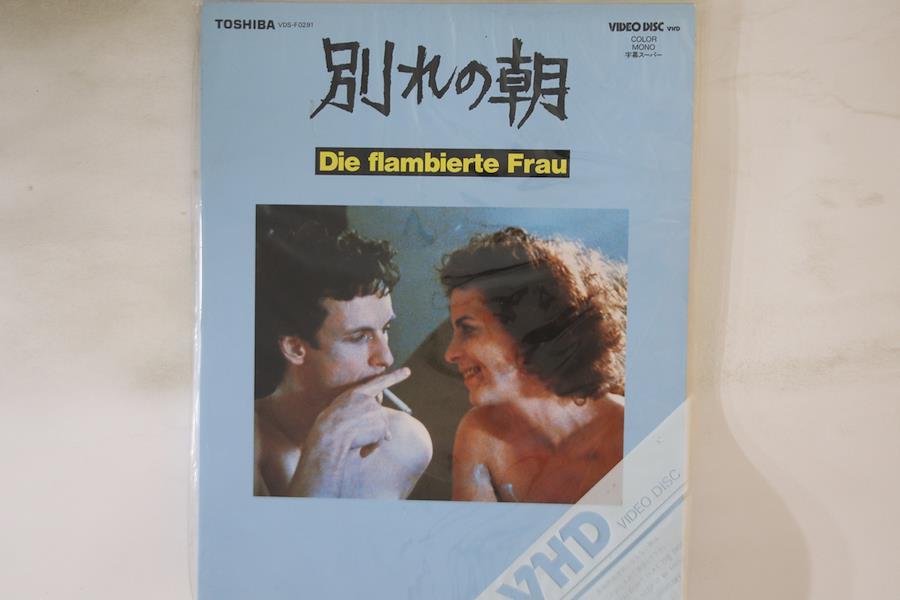 TOSHIBA VDS-F0291
VIDEO DISC VHD
COLOR
MONO
字幕スーパー
別れの朝
Die flambierte Frau
VHD VIDEO DISC